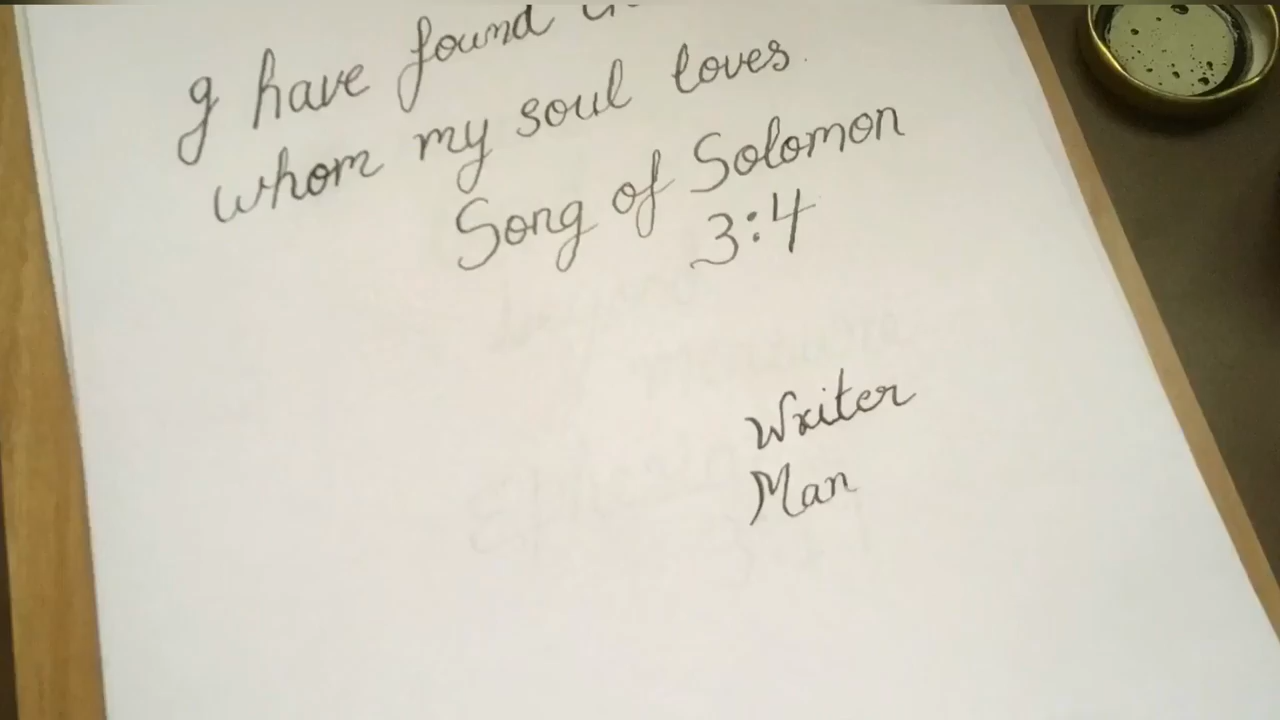 I have found
whom my soul loves
Song of Solomon
3:4
Writer
Man